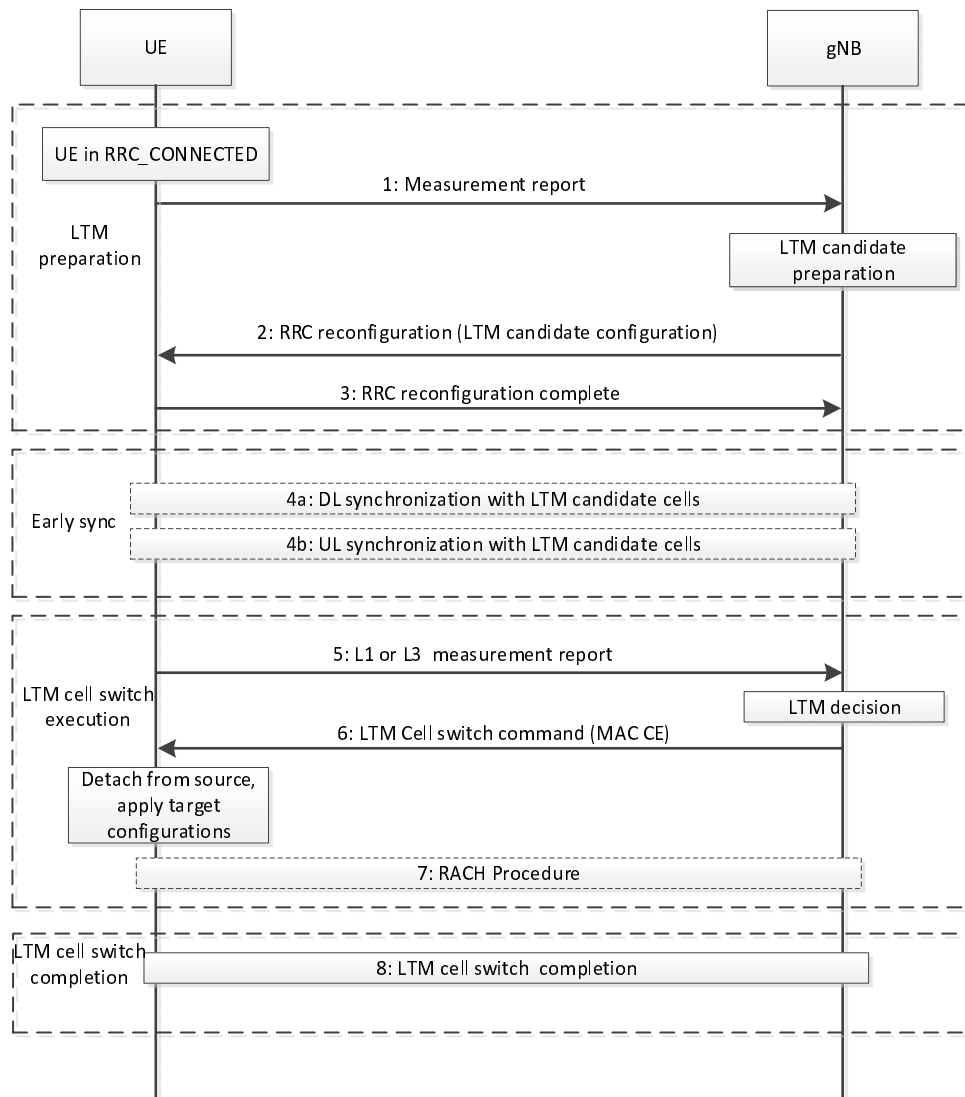 UE
gNB
UE in RRC_CONNECTED
1: Measurement report
LTM
preparation
LTM candidate
preparation
2: RRC reconfiguration (LTM candidate configuration)
3: RRC reconfiguration complete
Early sync
4a: DL synchronization with LTM candidate cells
4b: UL synchronization with LTM candidate cells
5: L1 or L3 measurement report
LTM cell switch
execution
LTM decision
6: LTM Cell switch command (MAC CE)
Detach from source,
apply target
configurations
7: RACH Procedure
LTM cell switch
completion
8: LTM cell switch completion